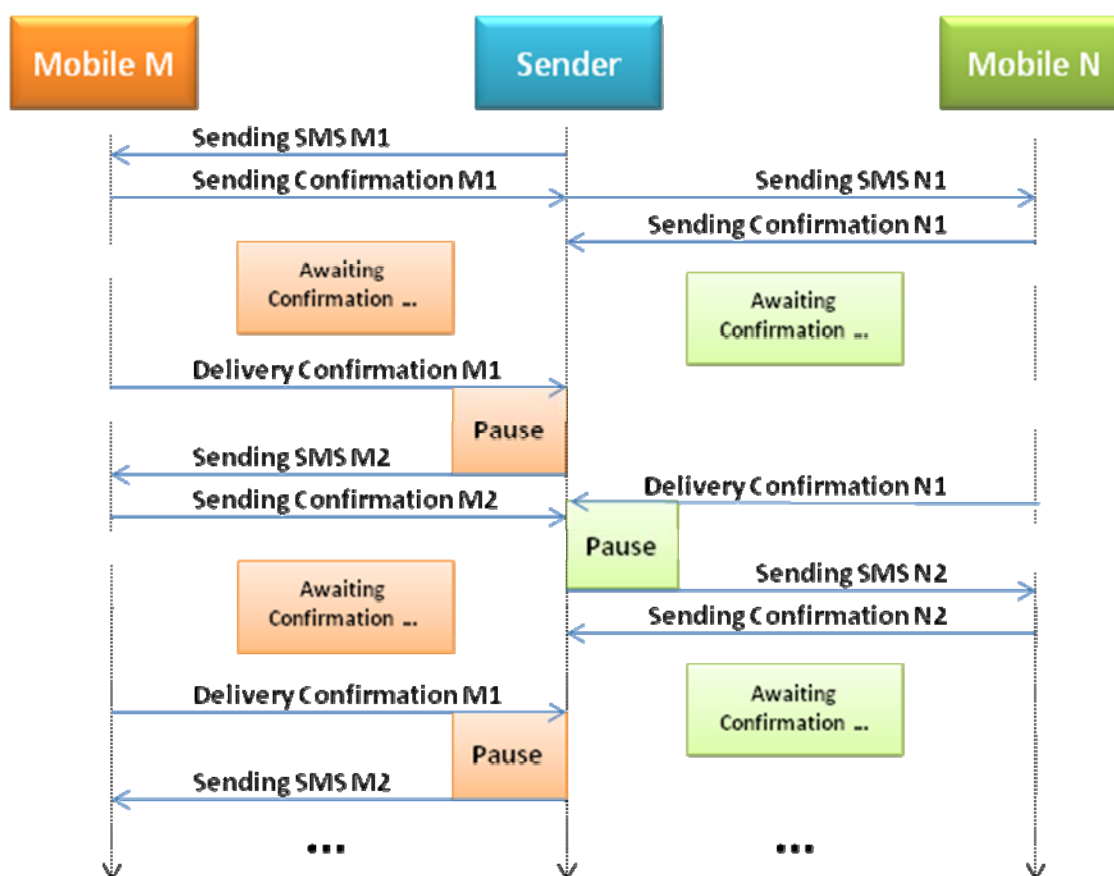 Mobile M
Sender
Mobile N
Sending SMS M1
Sending Confirmation M1
Sending SMS N1
Sending Confirmation N1
Awaiting
Confirmation ...
Awaiting
Confirmation ...
Delivery Confirmation M1
Pause
Sending SMS M2
Delivery Confirmation N1
Sending Confirmation M2
Pause
Sending SMS N2
Awaiting
Confirmation ...
Sending Confirmation N2
Delivery Confirmation M1
Awaiting
Confirmation ...
Pause
Sending SMS M2
...
...